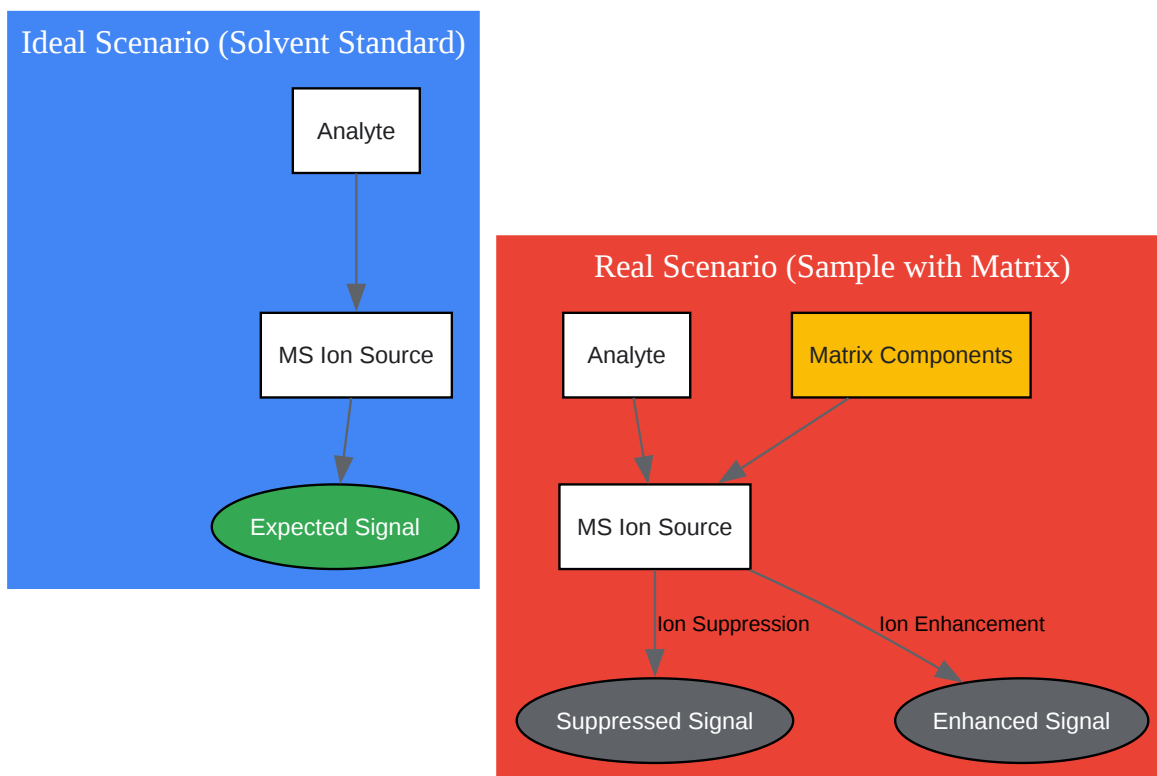 Ideal Scenario (Solvent Standard)
Analyte
MS Ion Source
Expected Signal
Real Scenario (Sample with Matrix)
Analyte
Matrix Components
MS Ion Source
Ion Suppression
Ion Enhancement
Suppressed Signal
Enhanced Signal